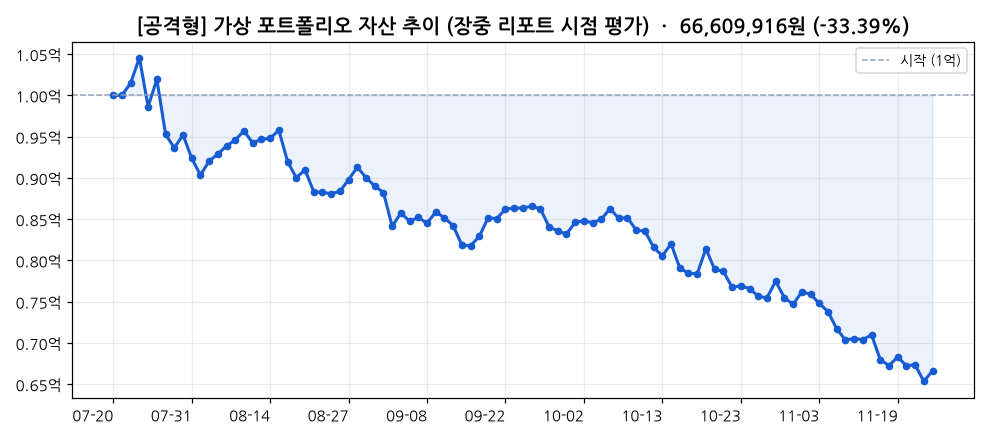 [공격형] 가상 포트폴리오 자산 추이 (장중 리포트 시점 평가) · 66,609,916원 (-33.39%)
시작 (1억)
1.05억
1.00억
0.95억
0.90억
0.85억
0.80억
0.75억
0.70억
0.65억
07-20 07-31 08-14 08-27 09-08 09-22 10-02 10-13 10-23 11-03 11-19